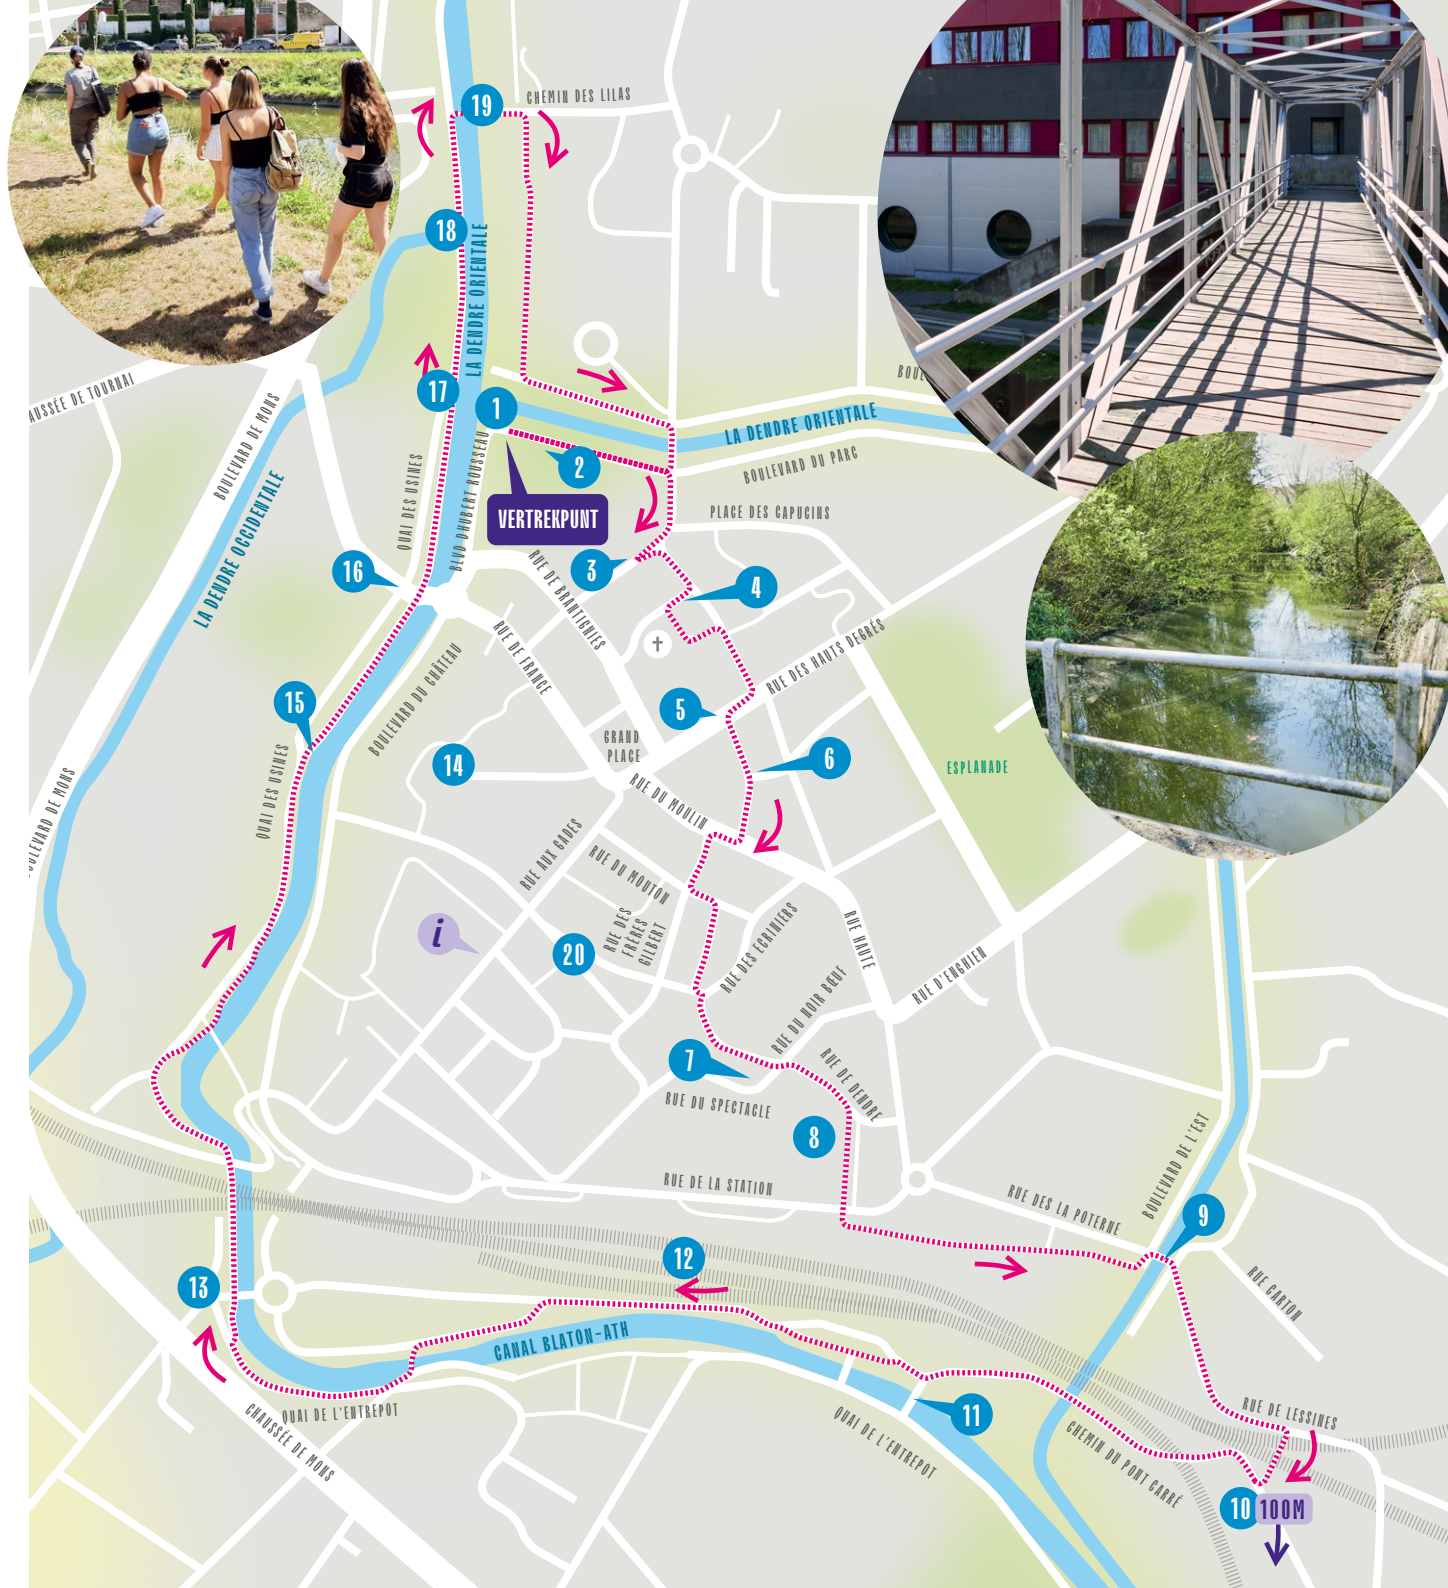 19
CHEMIN DES LILAS
18
LA DENDRE ORIENTALE
17
1
2
VERTREKPUNT
LA DENDRE ORIENTALE
BOULEVARD DU PARC
PLACE DES CAPUCINS
AUSSÉE DE TOURNAI
BOULEVARD DE MONS
LA DENDRE OCCIDENTALE
QUAI DES USINES
BLVD DHUBERT ROUSSEAU
16
3
4
RUE DE BRANTIGNIES
RUE DE FRANCE
BOULEVARD DU CHÂTEAU
RUE DES HAUTS DEGRÉS
15
5
6
GRAND
PLACE
14
ESPLANADE
QUAI DES USINES
BOULEVARD DE MONS
RUE DU MOULIN
RUE AUX GADES
RUE DU MOUTON
RUE DES
FRÈRES
GILBERT
RUE DES ECRINIERS
RUE HAUTE
RUE D'ENGHIEN
i
20
RUE DU NOIR BŒUF
7
RUE DE DENDRE
RUE DU SPECTACLE
8
RUE DE LA STATION
RUE DES LA POTERNE
BOULEVARD DE L'EST
9
12
13
RUE CARTON
CANAL BLATON-ATH
QUAI DE L'ENTREPOT
CHAUSSÉE DE MONS
11
QUAI DE L'ENTREPOT
RUE DE LESSINES
CHEMIN DU PONT CARRÉ
10
100M